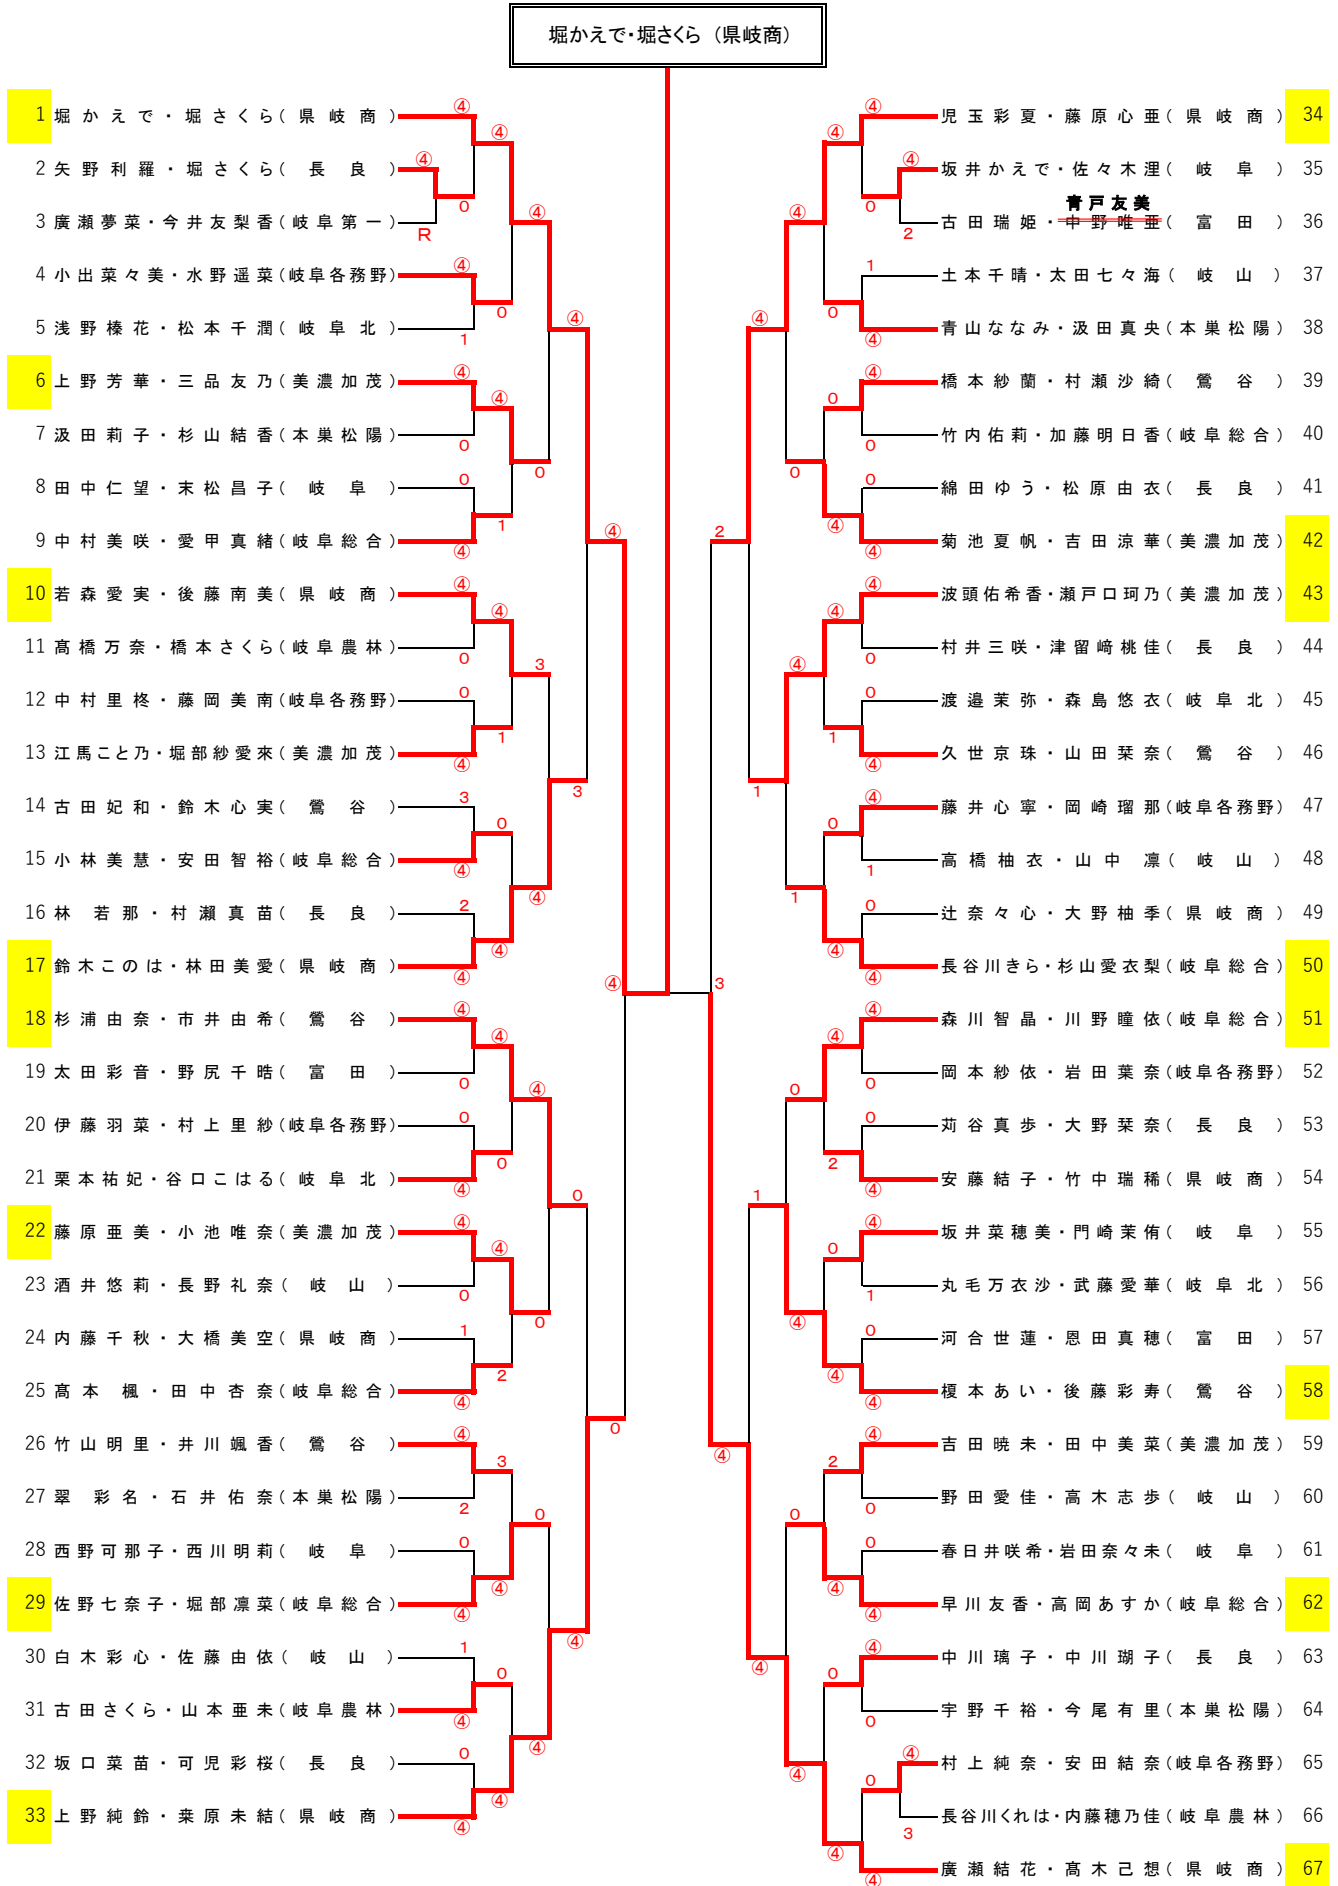 堀かえで・堀さくら（県岐商）
1 堀かえで・堀さくら(県岐商)
2 矢野利羅・堀さくら(長良)
3 廣瀬夢菜・今井友梨香(岐阜第一)
4 小出菜々美・水野遥菜(岐阜各務野)
5 浅野榛花・松本千潤(岐阜北)
6 上野芳華・三品友乃(美濃加茂)
7 汲田莉子・杉山結香(本巣松陽)
8 田中仁望・末松昌子(岐阜)
9 中村美咲・愛甲真緒(岐阜総合)
10 若森愛実・後藤南美(県岐商)
11 髙橋万奈・橋本さくら(岐阜農林)
12 中村里柊・藤岡美南(岐阜各務野)
13 江馬こと乃・堀部紗愛來(美濃加茂)
14 古田妃和・鈴木心実(鶯谷)
15 小林美慧・安田智裕(岐阜総合)
16 林若那・村瀬真苗(長良)
17 鈴木このは・林田美愛(県岐商)
18 杉浦由奈・市井由希(鶯谷)
19 太田彩音・野尻千晧(富田)
20 伊藤羽菜・村上里紗(岐阜各務野)
21 栗本祐妃・谷口こはる(岐阜北)
22 藤原亜美・小池唯奈(美濃加茂)
23 酒井悠莉・長野礼奈(岐山)
24 内藤千秋・大橋美空(県岐商)
25 髙本楓・田中杏奈(岐阜総合)
26 竹山明里・井川颯香(鶯谷)
27 翠彩名・石井佑奈(本巣松陽)
28 西野可那子・西川明莉(岐阜)
29 佐野七奈子・堀部凛菜(岐阜総合)
30 白木彩心・佐藤由依(岐山)
31 古田さくら・山本亜未(岐阜農林)
32 坂口菜苗・可児彩桜(長良)
33 上野純鈴・桒原未結(県岐商)
児玉彩夏・藤原心亜(県岐商) 34
坂井かえで・佐々木浬(岐阜) 35
青戸友美
古田瑞姫・中野唯亜(富田) 36
土本千晴・太田七々海(岐山) 37
青山ななみ・汲田真央(本巣松陽) 38
橋本紗蘭・村瀬沙綺(鶯谷) 39
竹内佑莉・加藤明日香(岐阜総合) 40
綿田ゆう・松原由衣(長良) 41
菊池夏帆・吉田涼華(美濃加茂) 42
波頭佑希香・瀬戸口珂乃(美濃加茂) 43
村井三咲・津留﨑桃佳(長良) 44
渡邉茉弥・森島悠衣(岐阜北) 45
久世京珠・山田栞奈(鶯谷) 46
藤井心寧・岡崎瑠那(岐阜各務野) 47
高橋柚衣・山中凛(岐山) 48
辻奈々心・大野柚季(県岐商) 49
長谷川きら・杉山愛衣梨(岐阜総合) 50
森川智晶・川野瞳依(岐阜総合) 51
岡本紗依・岩田葉奈(岐阜各務野) 52
苅谷真歩・大野栞奈(長良) 53
安藤結子・竹中瑞稀(県岐商) 54
坂井菜穂美・門崎茉侑(岐阜) 55
丸毛万衣沙・武藤愛華(岐阜北) 56
河合世蓮・恩田真穂(富田) 57
榎本あい・後藤彩寿(鶯谷) 58
吉田暁未・田中美菜(美濃加茂) 59
野田愛佳・高木志歩(岐山) 60
春日井咲希・岩田奈々未(岐阜) 61
早川友香・高岡あすか(岐阜総合) 62
中川璃子・中川瑚子(長良) 63
宇野千裕・今尾有里(本巣松陽) 64
村上純奈・安田結奈(岐阜各務野) 65
長谷川くれは・内藤穂乃佳(岐阜農林) 66
廣瀬結花・髙木己想(県岐商) 67